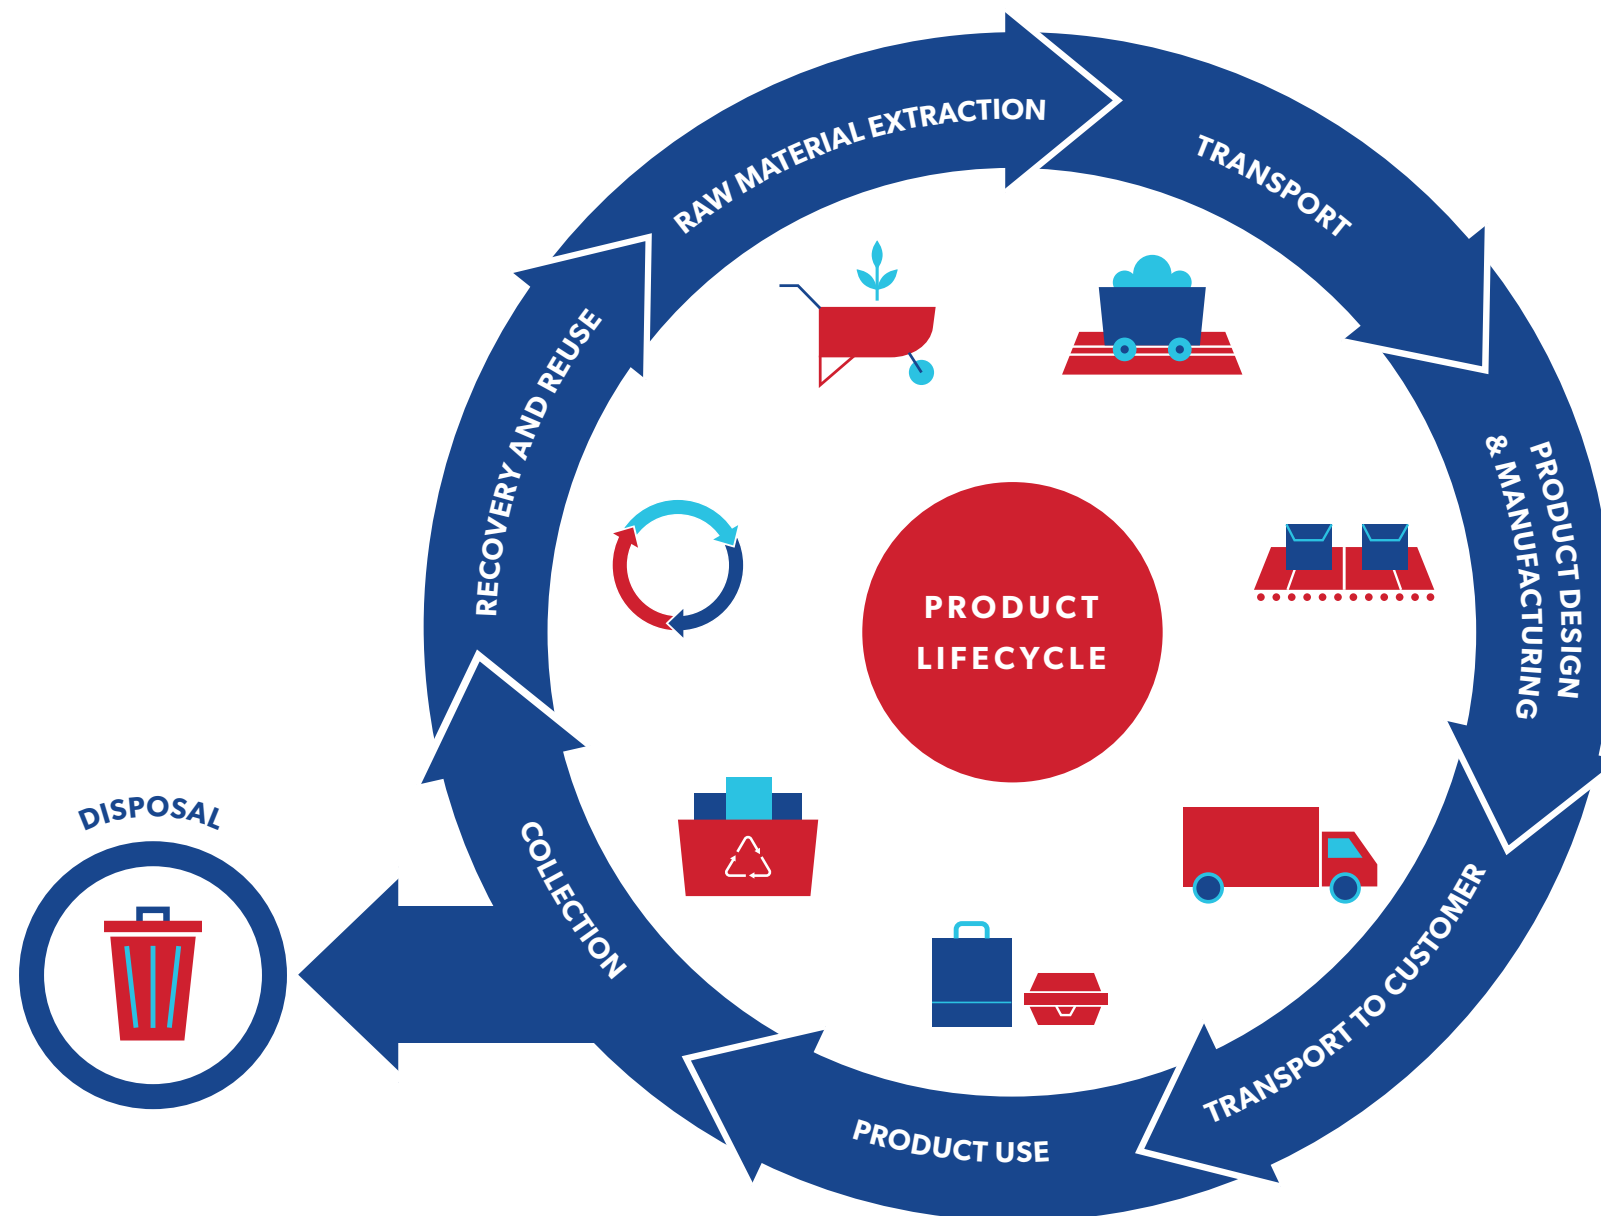 RAW MATERIAL EXTRACTION
TRANSPORT
PRODUCT DESIGN
& MANUFACTURING
TRANSPORT TO CUSTOMER
PRODUCT USE
COLLECTION
RECOVERY AND REUSE
PRODUCT
LIFECYCLE
DISPOSAL